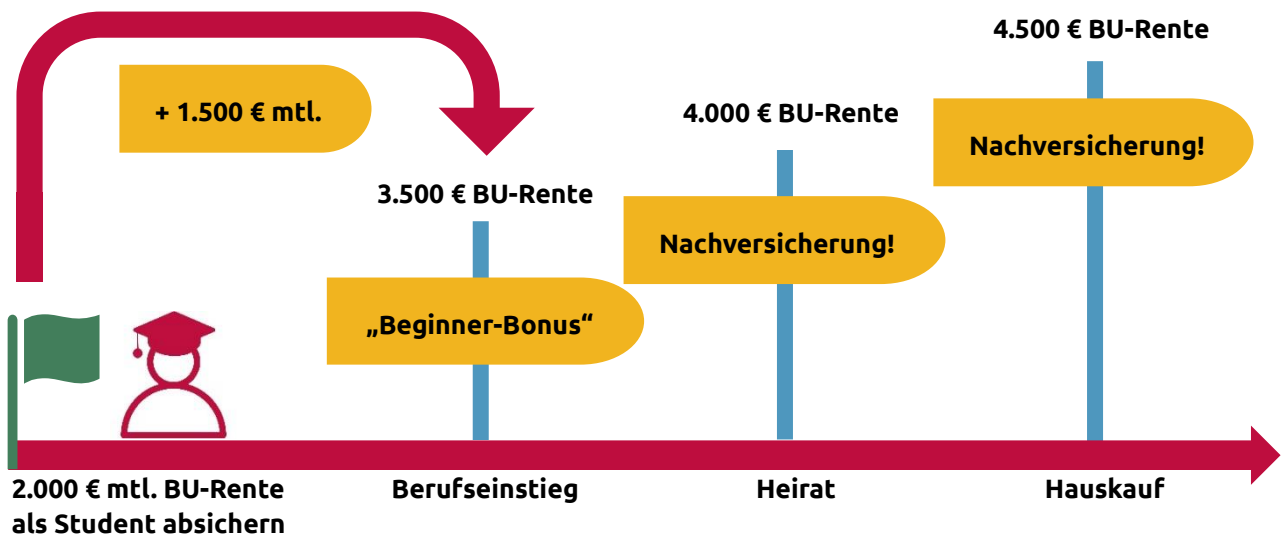 4.500 € BU-Rente
+ 1.500 € mtl.
4.000 € BU-Rente
Nachversicherung!
3.500 € BU-Rente
Nachversicherung!
„Beginner-Bonus“
2.000 € mtl. BU-Rente
als Student absichern
Berufseinstieg
Heirat
Hauskauf